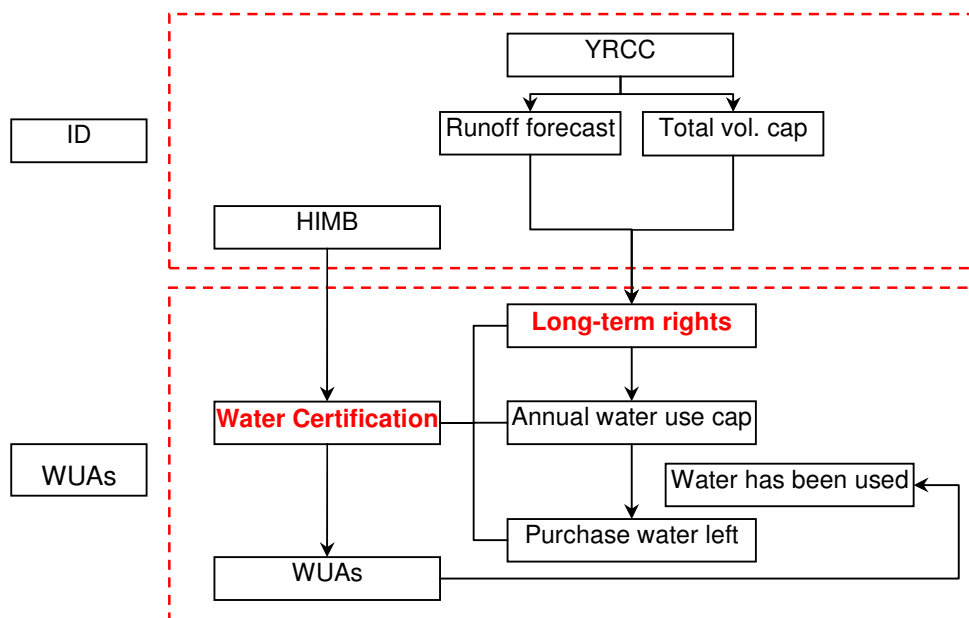 YRCC
Runoff forecast
Total vol. cap
ID
HIMB
Long-term rights
Water Certification
Annual water use cap
WUAs
Water has been used
Purchase water left
WUAs